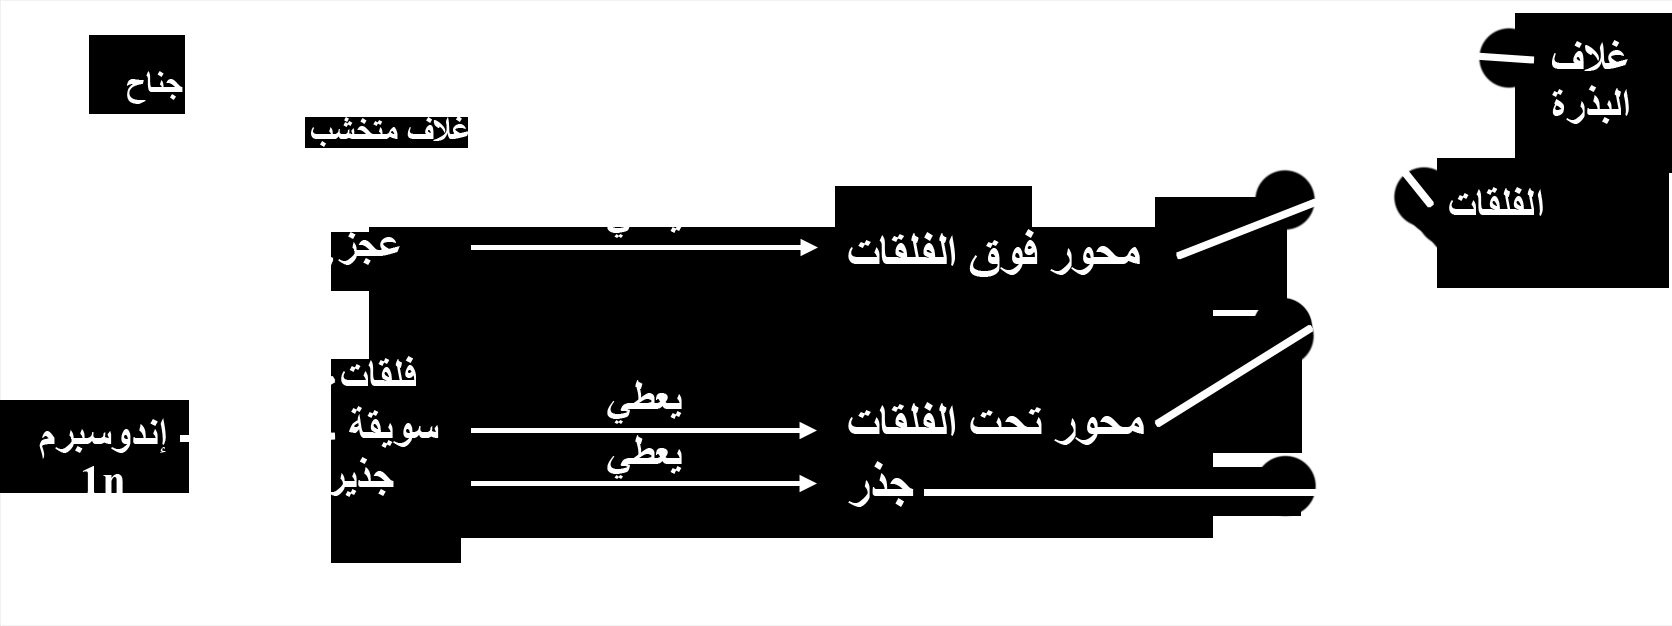 غلاف
البذرة
جناح
غلاف متخشب
الفلقات
عجز
محور فوق الفلقات
فلقات
يعطي
سويقة
محور تحت الفلقات
إندوسبرم
1n
يعطي
جذير
جذر